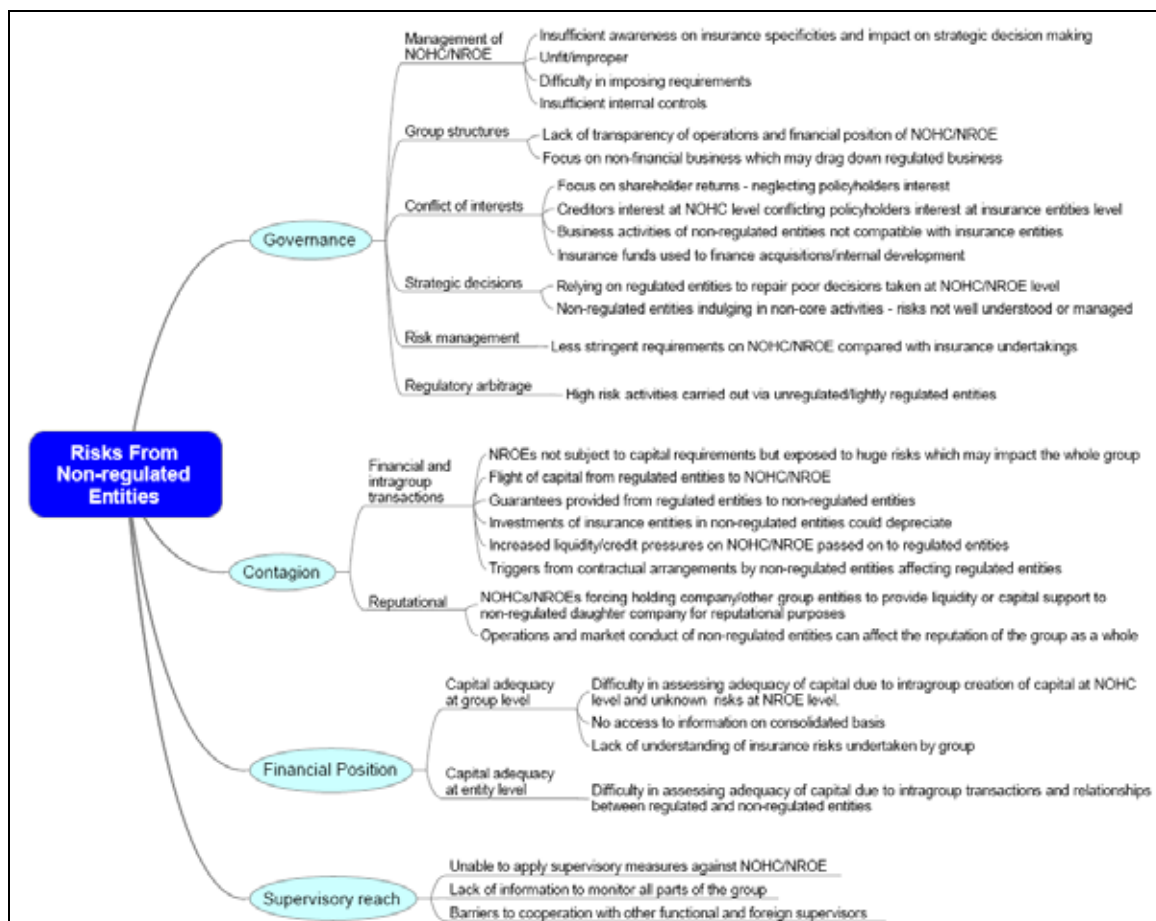 Management of
NOHC/NROE
Insufficient awareness on insurance specificities and impact on strategic decision making
Unfit/improper
Difficulty in imposing requirements
Insufficient internal controls
Group structures
Lack of transparency of operations and financial position of NOHC/NROE
Focus on non-financial business which may drag down regulated business
Conflict of interests
Focus on shareholder returns - neglecting policyholders interest
Creditors interest at NOHC level conflicting policyholders interest at insurance entities level
Business activities of non-regulated entities not compatible with insurance entities
Insurance funds used to finance acquisitions/internal development
Governance
Strategic decisions
Relying on regulated entities to repair poor decisions taken at NOHC/NROE level
Non-regulated entities indulging in non-core activities - risks not well understood or managed
Risk management
Less stringent requirements on NOHC/NROE compared with insurance undertakings
Regulatory arbitrage
High risk activities carried out via unregulated/lightly regulated entities
Risks From
Non-regulated
Entities
Financial and
intragroup
transactions
NROEs not subject to capital requirements but exposed to huge risks which may impact the whole group
Flight of capital from regulated entities to NOHC/NROE
Guarantees provided from regulated entities to non-regulated entities
Investments of insurance entities in non-regulated entities could depreciate
Increased liquidity/credit pressures on NOHC/NROE passed on to regulated entities
Triggers from contractual arrangements by non-regulated entities affecting regulated entities
Contagion
Reputational
NOHCs/NROEs forcing holding company/other group entities to provide liquidity or capital support to
non-regulated daughter company for reputational purposes
Operations and market conduct of non-regulated entities can affect the reputation of the group as a whole
Capital adequacy
at group level
Difficulty in assessing adequacy of capital due to intragroup creation of capital at NOHC
level and unknown risks at NROE level.
No access to information on consolidated basis
Lack of understanding of insurance risks undertaken by group
Financial Position
Capital adequacy
at entity level
Difficulty in assessing adequacy of capital due to intragroup transactions and relationships
between regulated and non-regulated entities
Supervisory reach
Unable to apply supervisory measures against NOHC/NROE
Lack of information to monitor all parts of the group
Barriers to cooperation with other functional and foreign supervisors